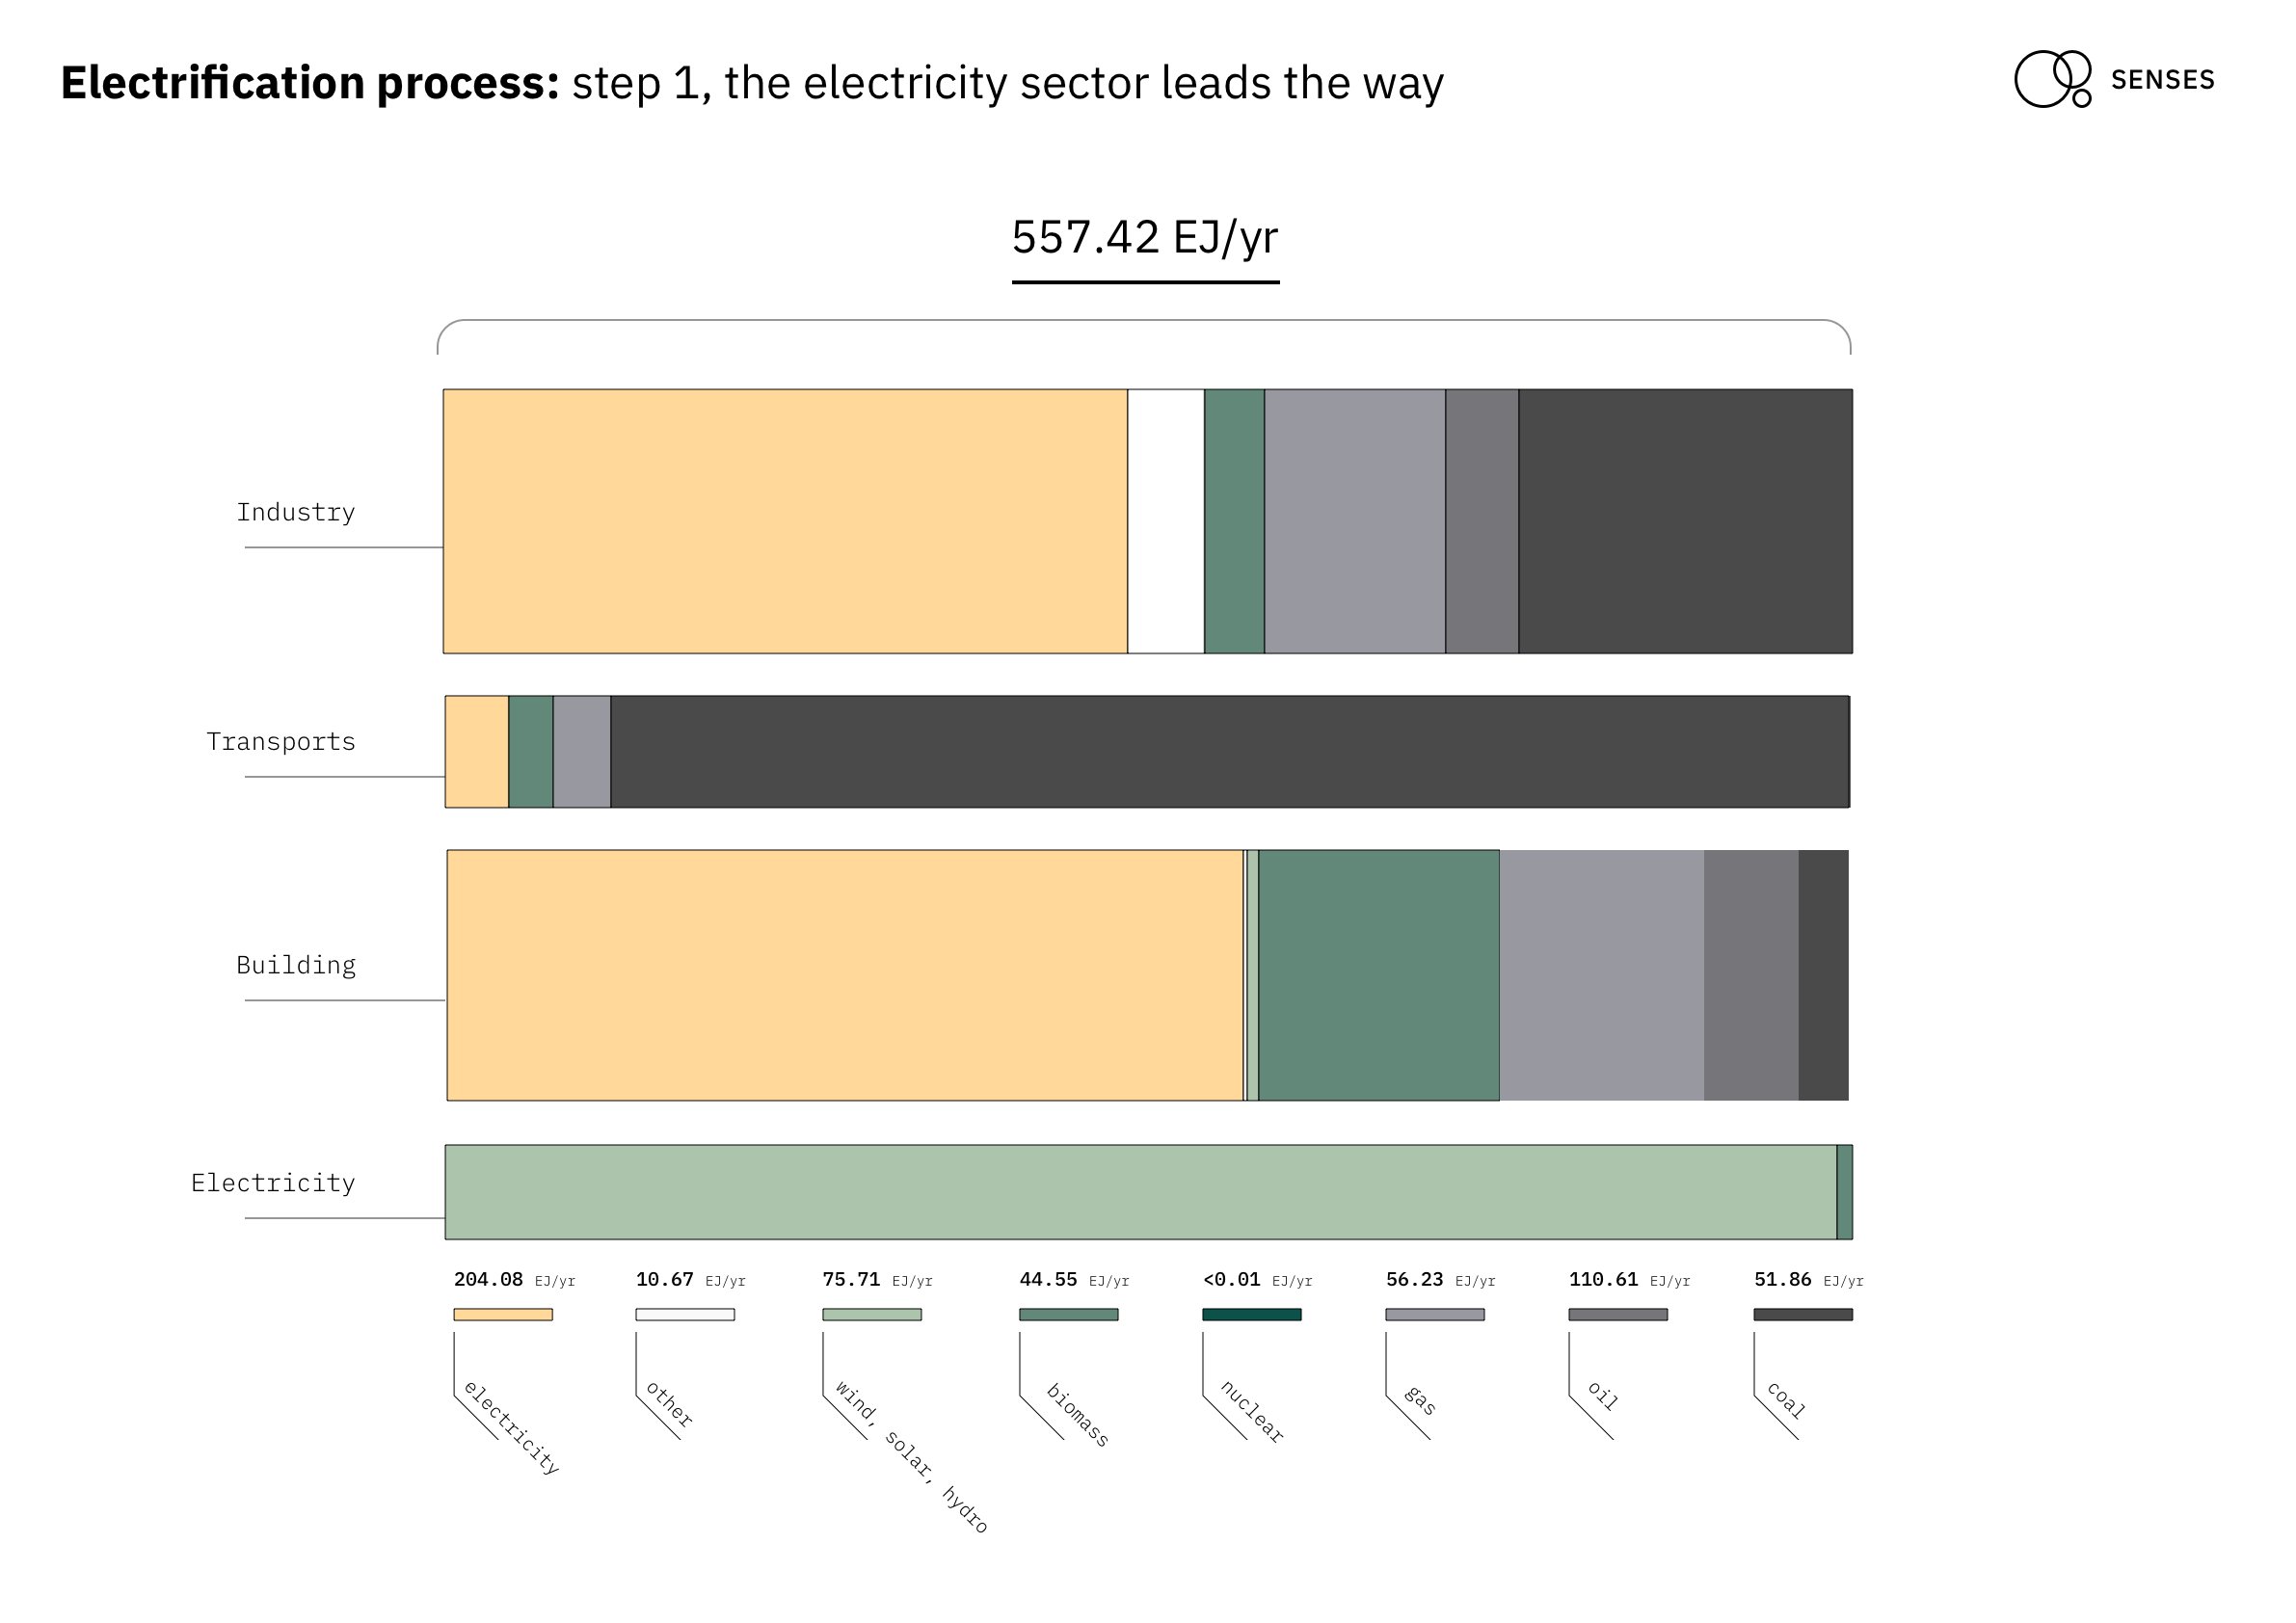 Electrification process: step 1, the electricity sector leads the way
SENSES
557.42 EJ/yr
Industry
Transports
Building
Electricity
204.08 EJ/yr
10.67 EJ/yr
75.71 EJ/yr
44.55 EJ/yr
<0.01 EJ/yr
56.23 EJ/yr
110.61 EJ/yr
51.86 EJ/yr
electricity
other
wind, solar, hydro
biomass
nuclear
gas
oil
coal